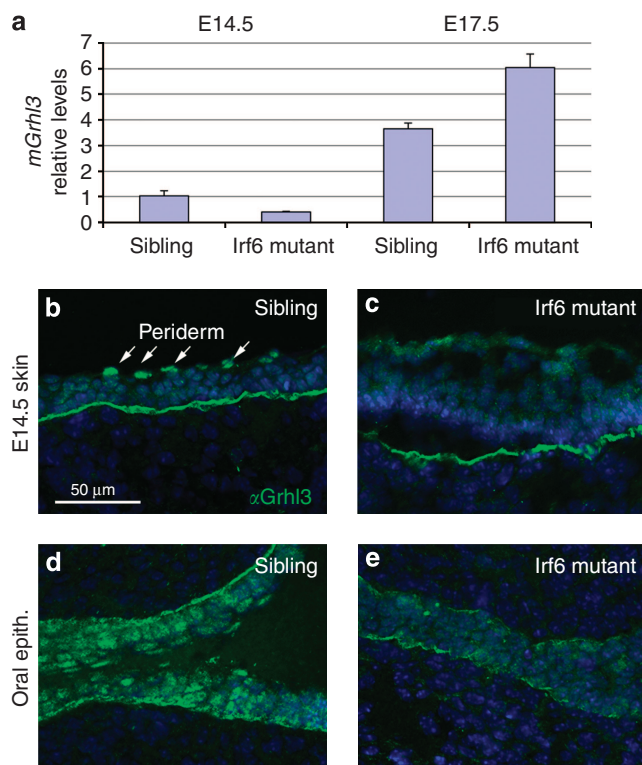 a
E14.5 E17.5
mGrhl3
relative levels
7
6
5
4
3
2
1
0
Sibling Irf6 mutant Sibling Irf6 mutant
b Sibling
Periderm
c Irf6 mutant
E14.5 skin
50 μm
αGrhl3
d Sibling
e Irf6 mutant
Oral epith.